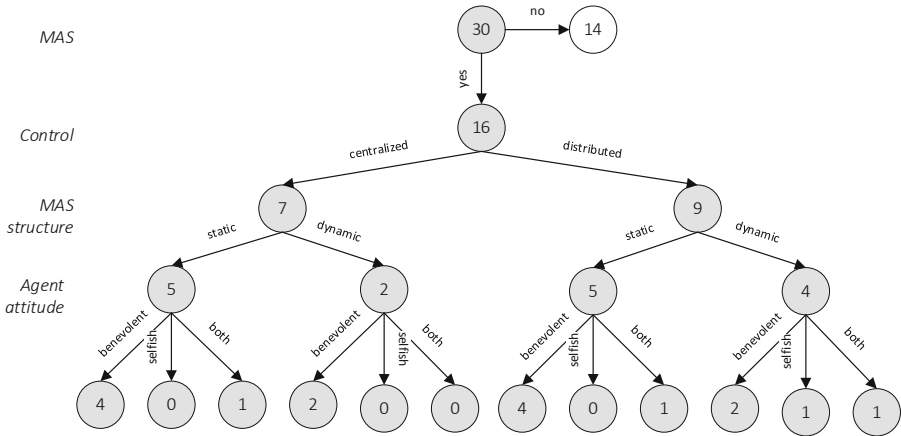 MAS
30
no
14
yes
Control
16
centralized
distributed
MAS
structure
7
9
static
dynamic
static
dynamic
Agent
attitude
5
2
5
4
benevolent
selfish
both
benevolent
selfish
both
benevolent
selfish
both
benevolent
selfish
both
4
0
1
2
0
0
4
0
1
2
1
1